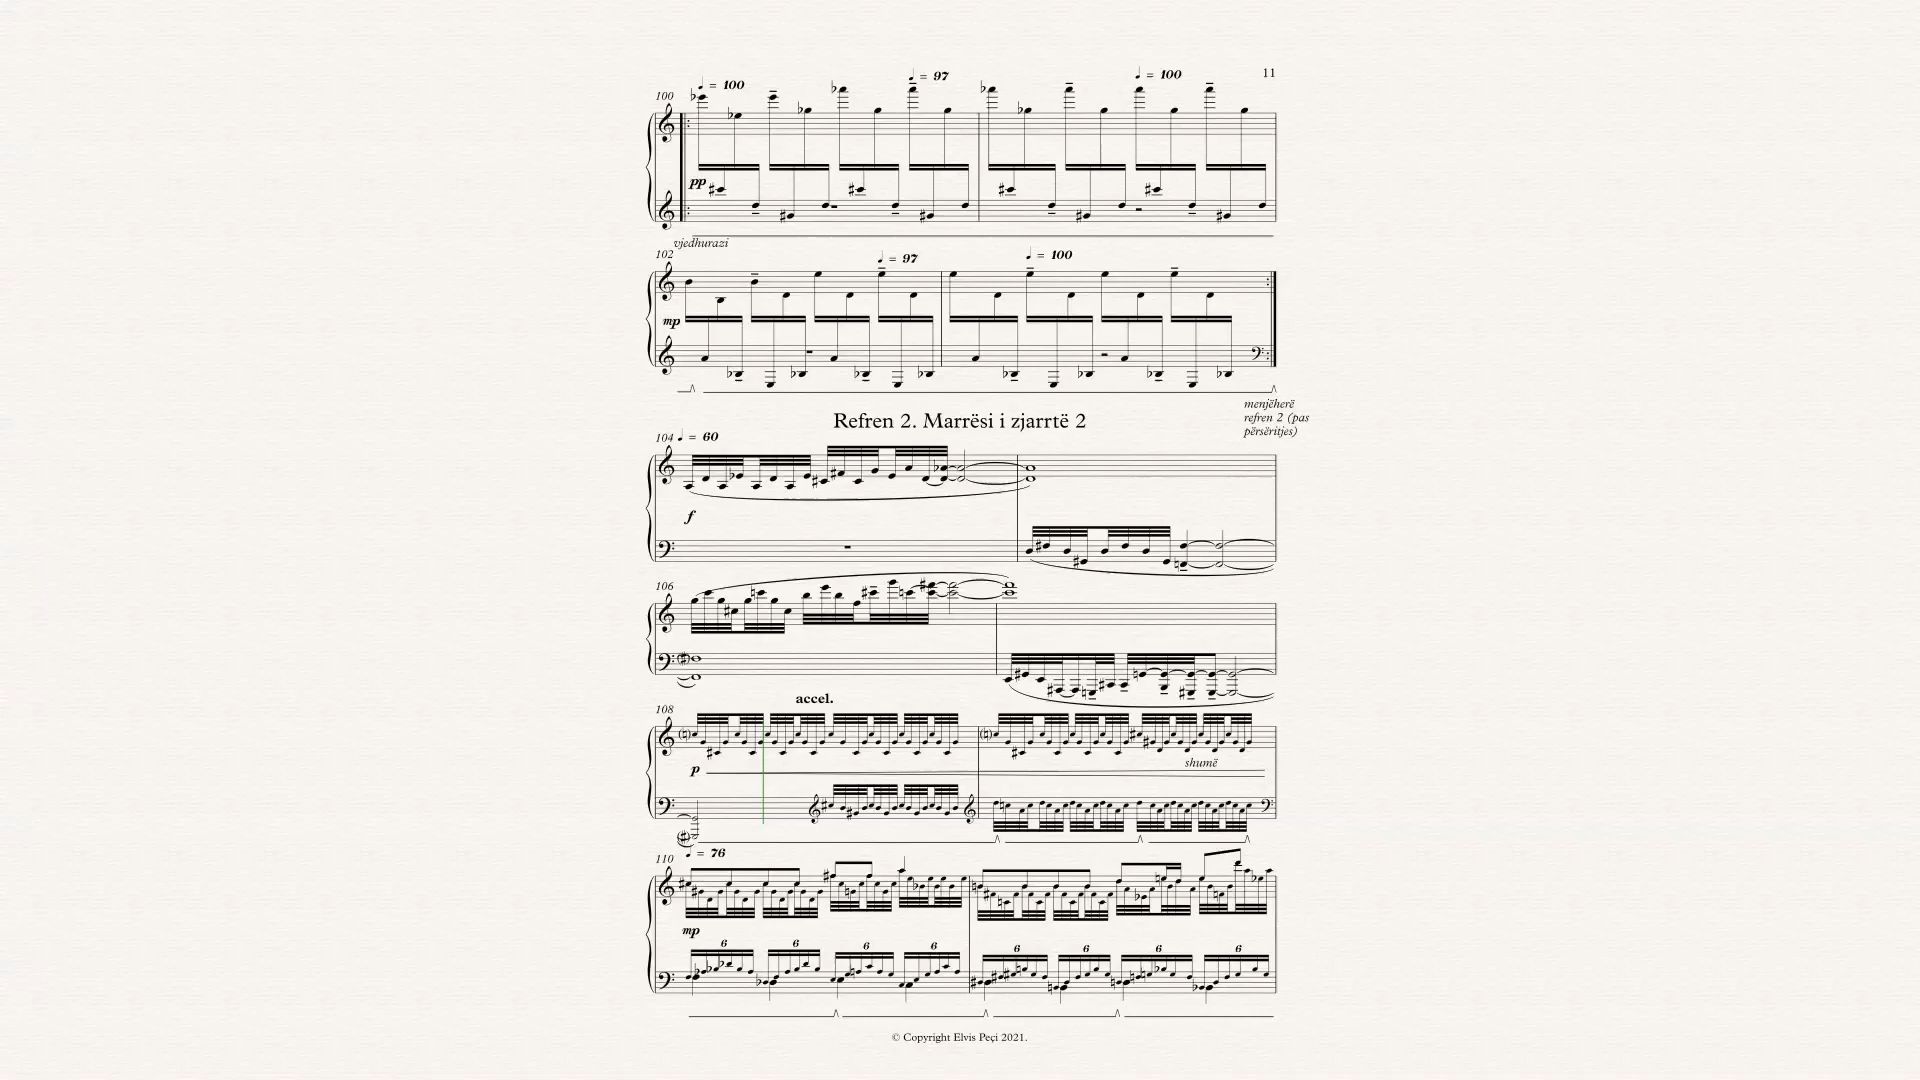 11
♩ = 100
♩ = 97
♩ = 100
100
pp
vjedhurazi
102
♩ = 97
♩ = 100
mp
menjëherë
refren 2 (pas
përsëritjes)
Refren 2. Marrësi i zjarrtë 2
104 ♩ = 60
f
106
accel.
108
p
shumë
110 ♩ = 76
mp
6 6 6 6 6 6 6 6
© Copyright Elvis Peçi 2021.